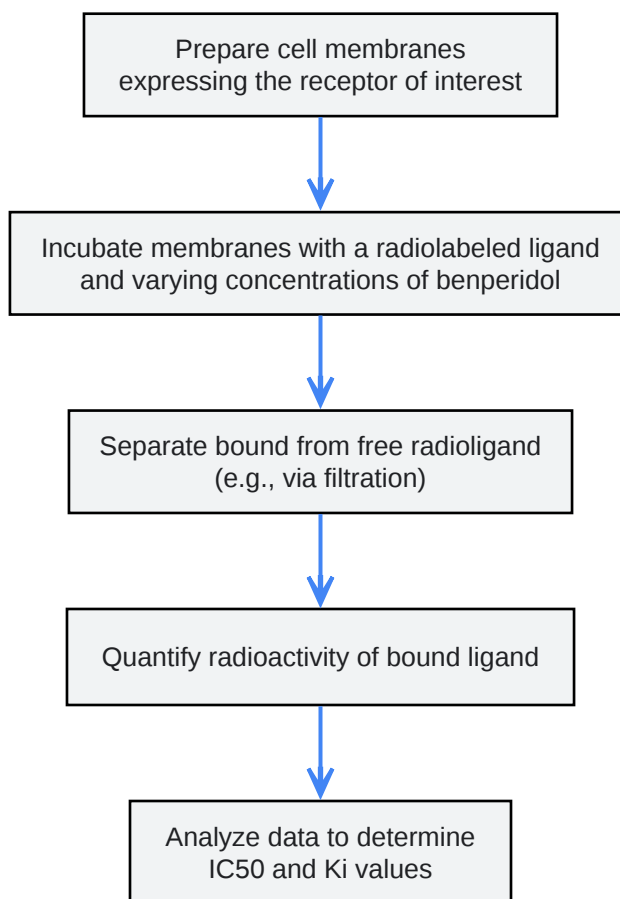 Prepare cell membranes
expressing the receptor of interest
Incubate membranes with a radiolabeled ligand
and varying concentrations of benperidol
Separate bound from free radioligand
(e.g., via filtration)
Quantify radioactivity of bound ligand
Analyze data to determine
IC50 and Ki values